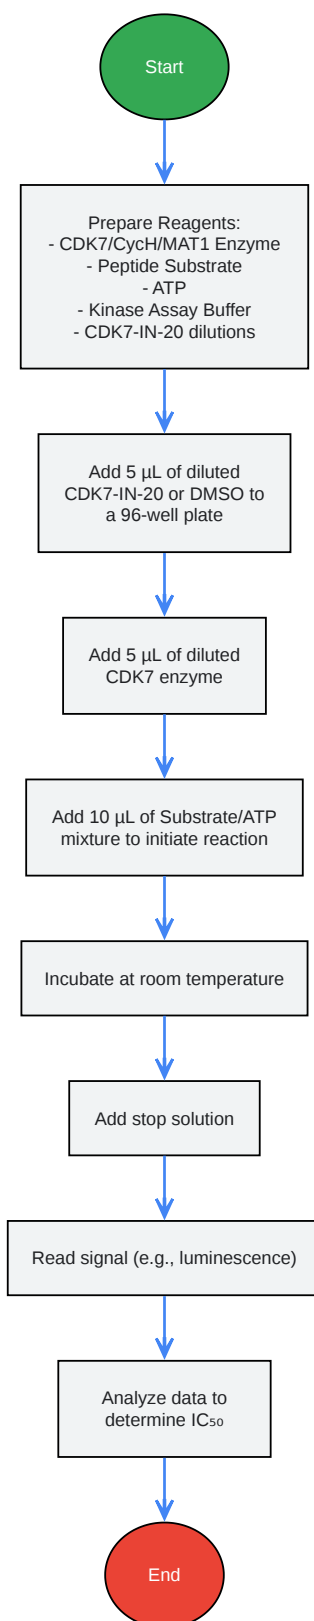 Start
Prepare Reagents:
- CDK7/CycH/MAT1 Enzyme
- Peptide Substrate
- ATP
- Kinase Assay Buffer
- CDK7-IN-20 dilutions
Add 5 µL of diluted
CDK7-IN-20 or DMSO to
a 96-well plate
Add 5 µL of diluted
CDK7 enzyme
Add 10 µL of Substrate/ATP
mixture to initiate reaction
Incubate at room temperature
Add stop solution
Read signal (e.g., luminescence)
Analyze data to
determine IC₅₀
End